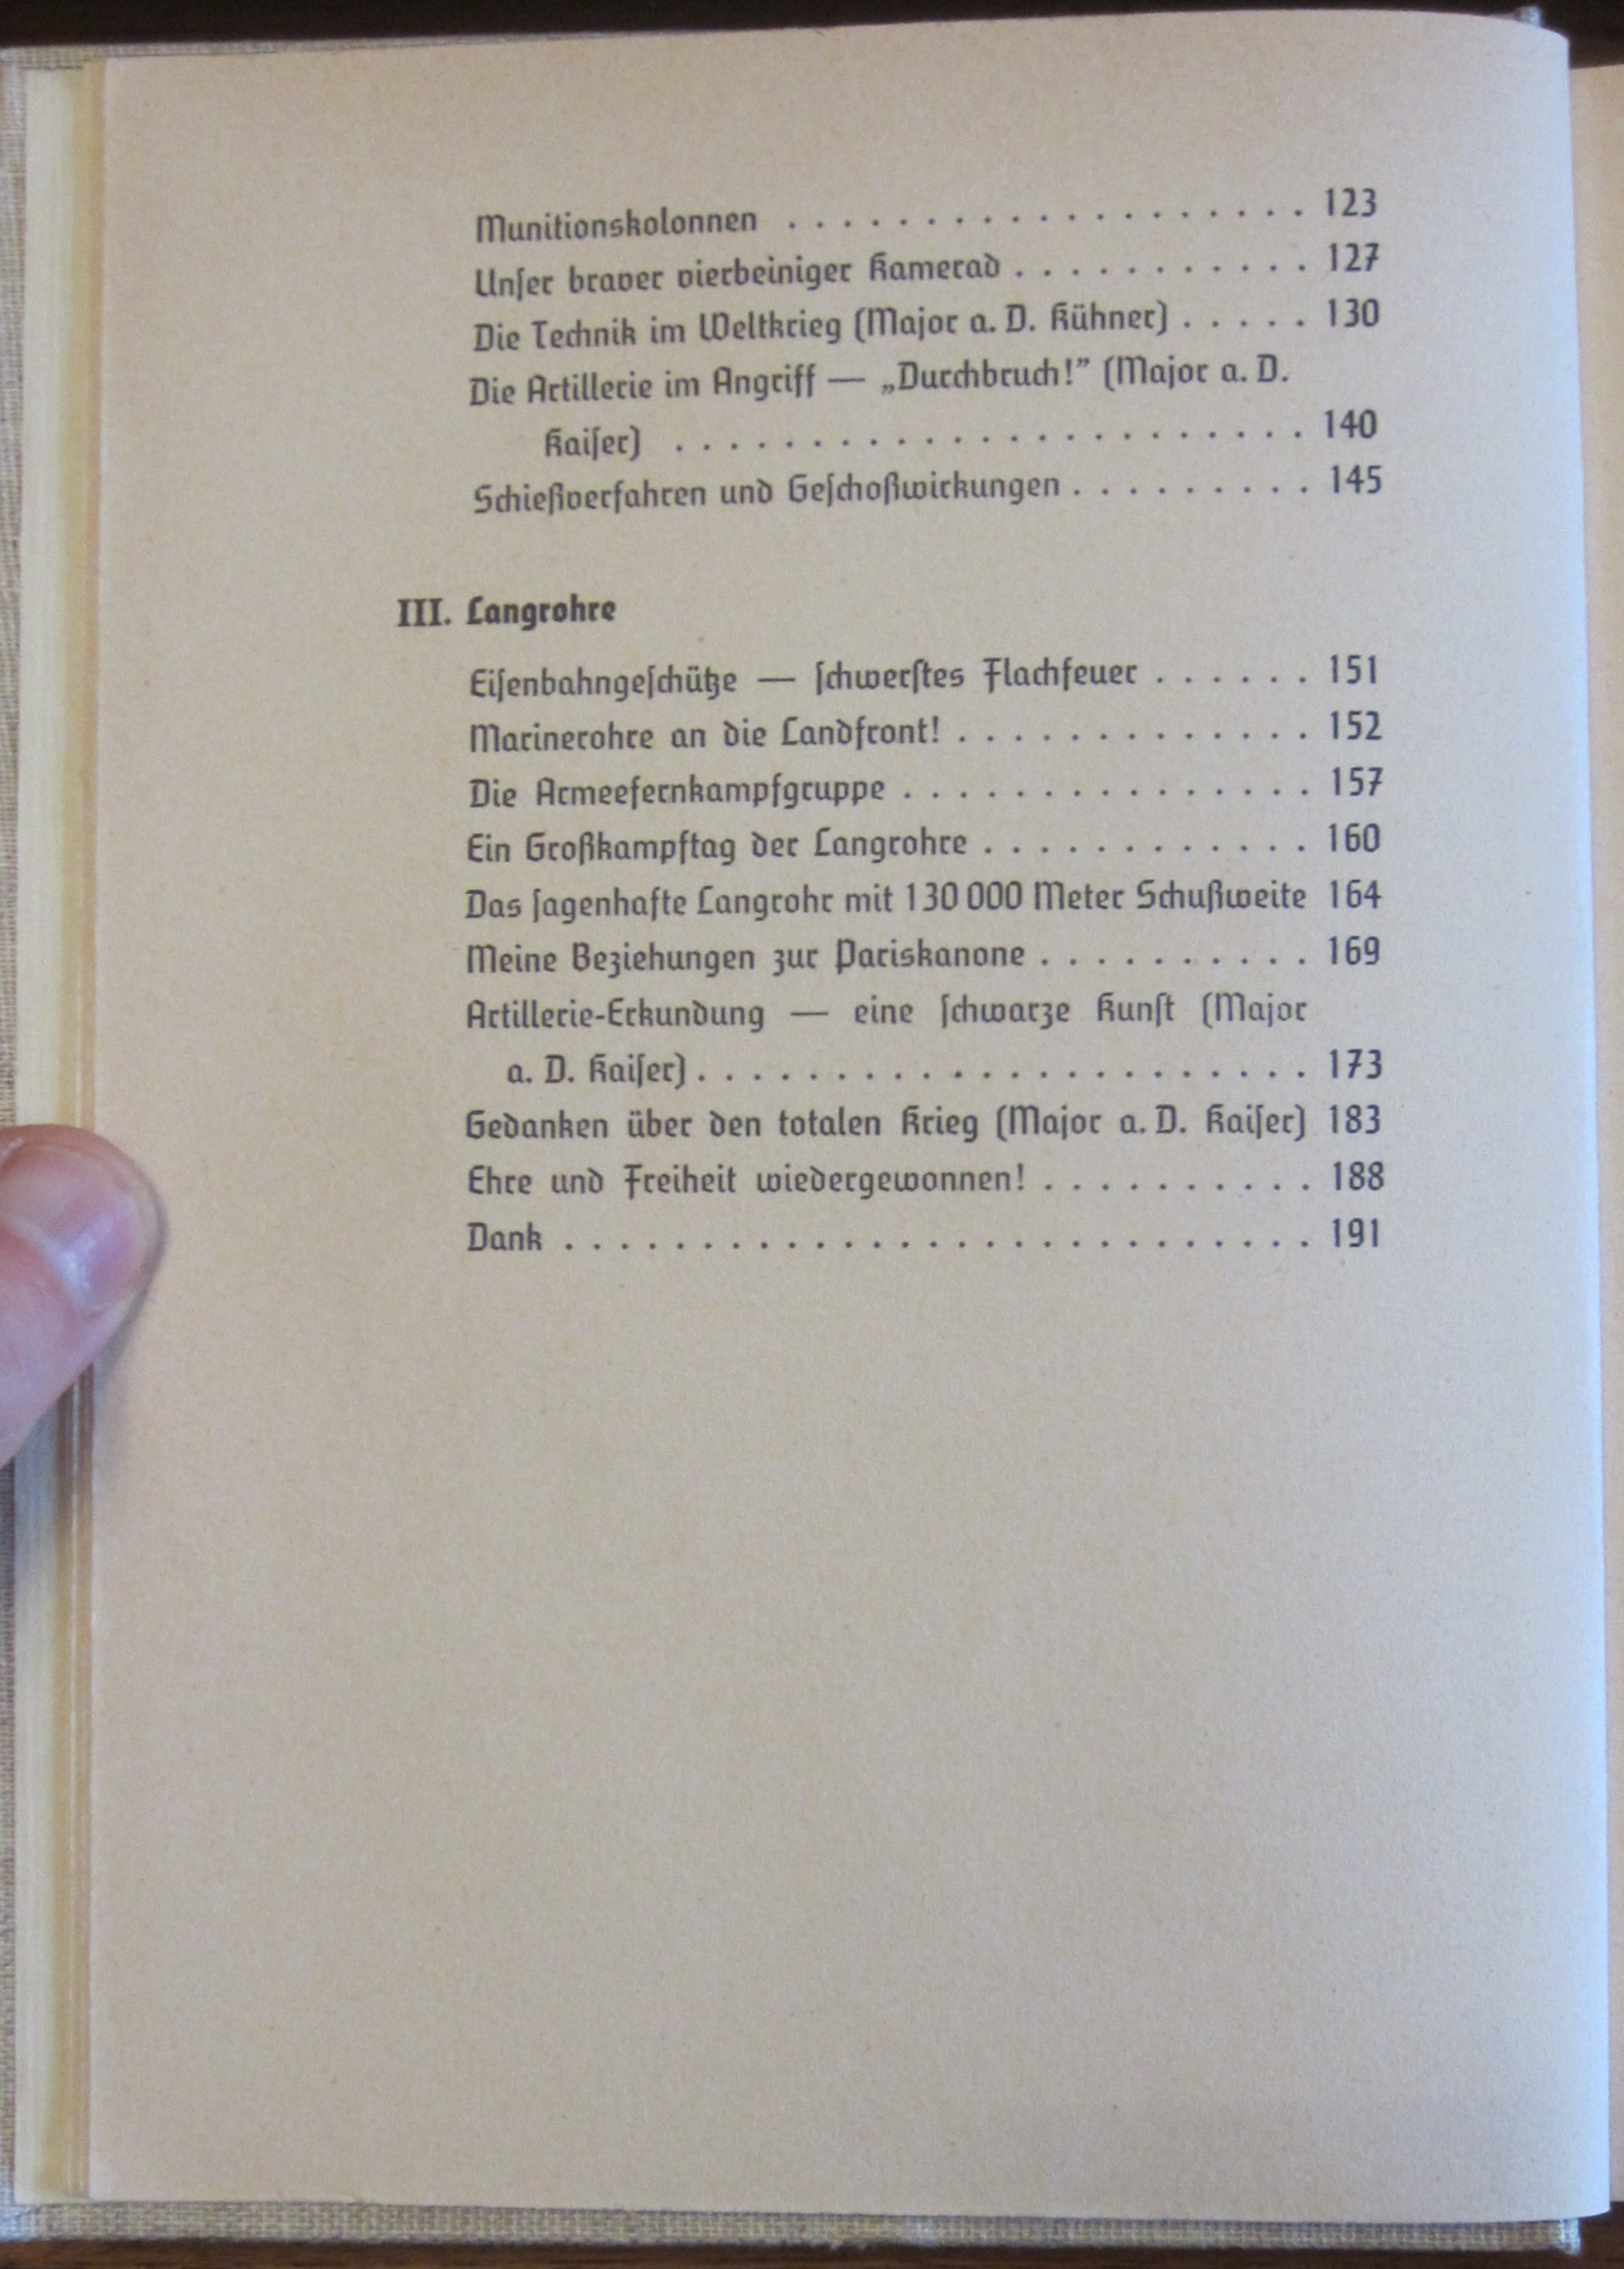 Munitionskolonnen . . . . . . . . . . . . . . . . . . . 123
Unſer braver vierbeiniger Kamerad . . . . . . . . . . . 127
Die Technik im Weltkrieg (Major a. D. Kühner) . . . . . 130
Die Artillerie im Angriff — „Durchbruch!” (Major a. D.
Kaiſer) . . . . . . . . . . . . . . . . . . . . . . . 140
Schießverfahren und Geſchoßwirkungen . . . . . . . . . 145
III. Langrohre
Eiſenbahngeſchütze — ſchwerſtes Flachfeuer . . . . . . 151
Marinerohre an die Landfront! . . . . . . . . . . . . . 152
Die Armeefernkampfgruppe . . . . . . . . . . . . . . . 157
Ein Großkampftag der Langrohre . . . . . . . . . . . . 160
Das ſagenhafte Langrohr mit 130 000 Meter Schußweite 164
Meine Beziehungen zur Pariskanone . . . . . . . . . . 169
Artillerie-Erkundung — eine ſchwarze Kunſt (Major
a. D. Kaiſer) . . . . . . . . . . . . . . . . . . . . . . 173
Gedanken über den totalen Krieg (Major a. D. Kaiſer) 183
Ehre und Freiheit wiedergewonnen! . . . . . . . . . . 188
Dank . . . . . . . . . . . . . . . . . . . . . . . . . . . 191